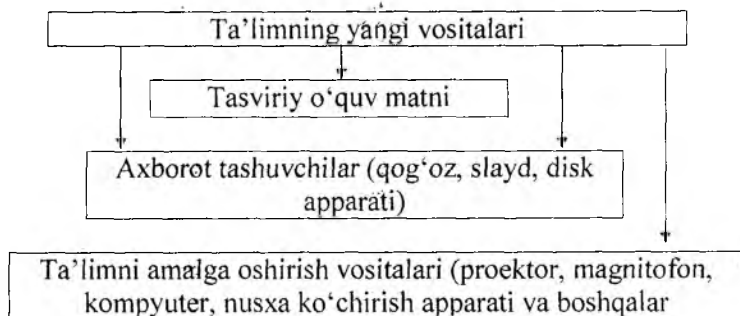 Ta’limning yangi vositalari
Tasviriy o‘quv matni
Axborot tashuvchilar (qog‘oz, slayd, disk
apparati)
Ta’limni amalga oshirish vositalari (proektor, magnitofon,
kompyuter, nusxa ko‘chirish apparati va boshqalar